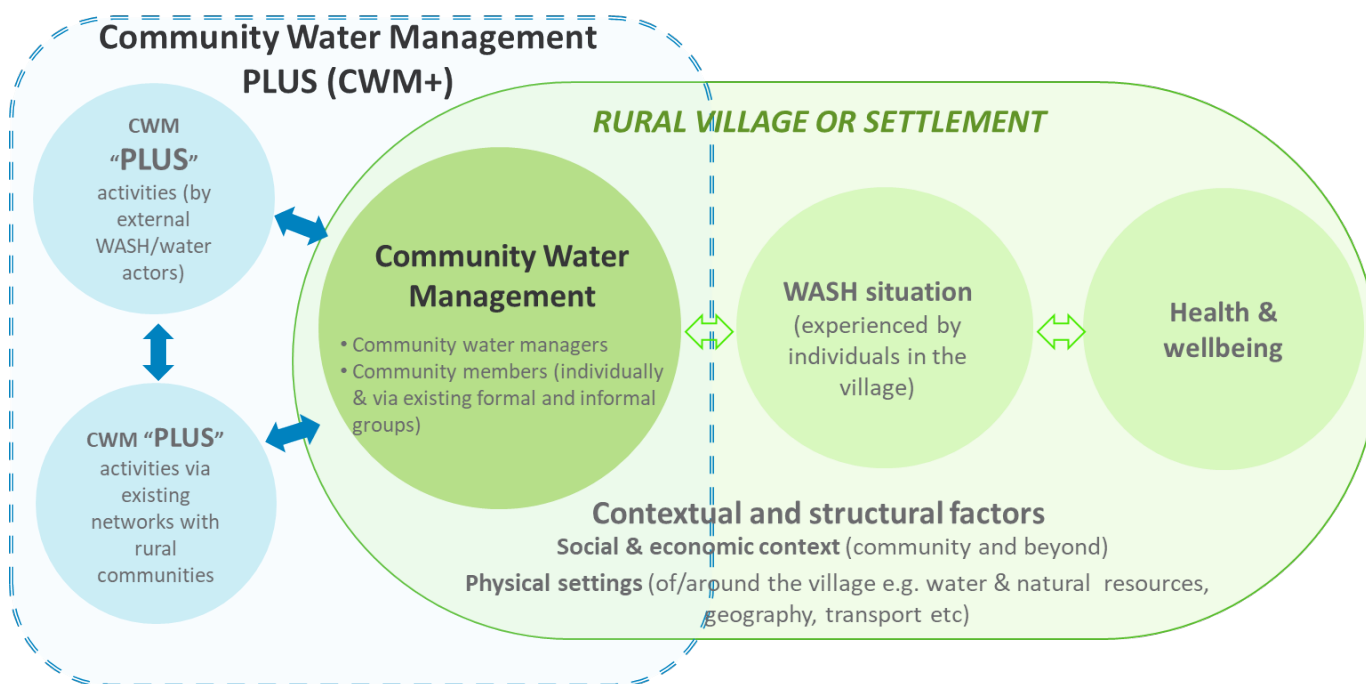 Community Water Management
PLUS (CWM+)
CWM
"PLUS"
activities (by
external
WASH/water
actors)
CWM "PLUS"
activities via
existing
networks with
rural
communities
RURAL VILLAGE OR SETTLEMENT
Community Water
Management
• Community water managers
• Community members (individually
& via existing formal and informal
groups)
WASH situation
(experienced by
individuals in the
village)
Health &
wellbeing
Contextual and structural factors
Social & economic context (community and beyond)
Physical settings (of/around the village e.g. water & natural resources,
geography, transport etc)